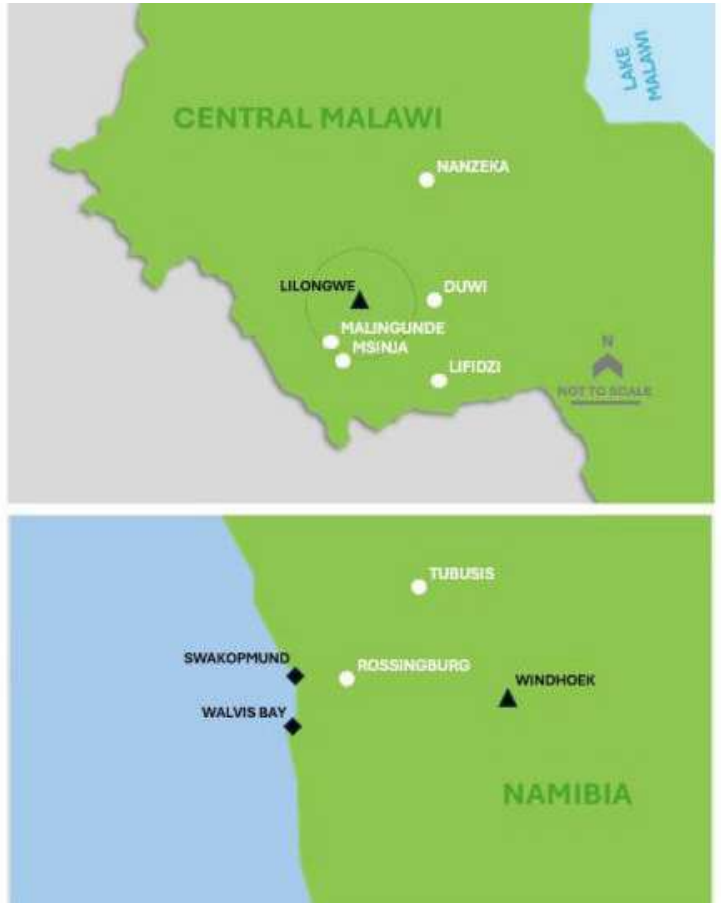 LAKE
MALAWI
CENTRAL MALAWI
NANZEKA
LILONGWE
DUWI
MALINGUNDE
MSINJA
LIFIDZI
N
NOT TO SCALE
TUBUSIS
SWAKOPMUND
ROSSINGBURG
WINDHOEK
WALVIS BAY
NAMIBIA